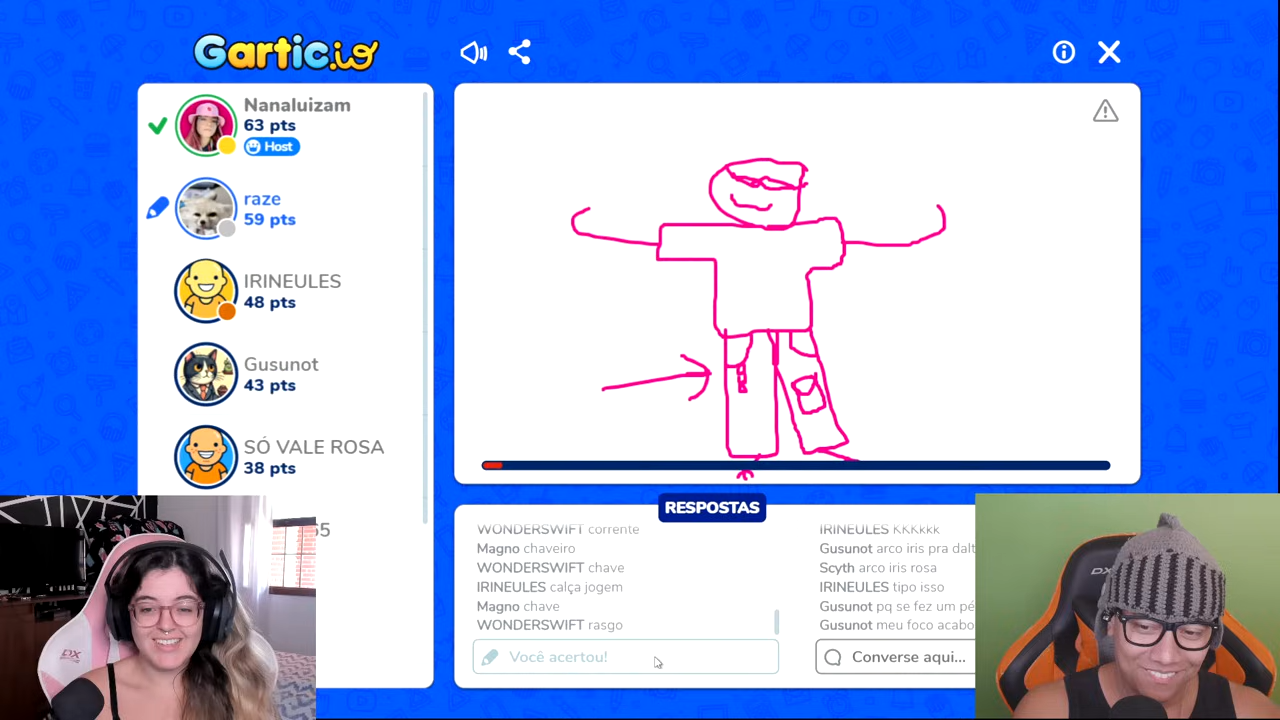 Gartic.io
Nanaluizam
63 pts
Host
raze
59 pts
IRINEULES
48 pts
Gusunot
43 pts
SÓ VALE ROSA
38 pts
RESPOSTAS
WONDERSWIFT corrente
Magno chaveiro
WONDERSWIFT chave
IRINEULES calça jogem
Magno chave
WONDERSWIFT rasgo
Você acertou!
IRINEULES KKKkkk
Gusunot arco iris pra dalt
Scyth arco iris rosa
IRINEULES tipo isso
Gusunot pq se fez um pé
Gusunot meu foco acabo
Converse aqui...
DX
DX